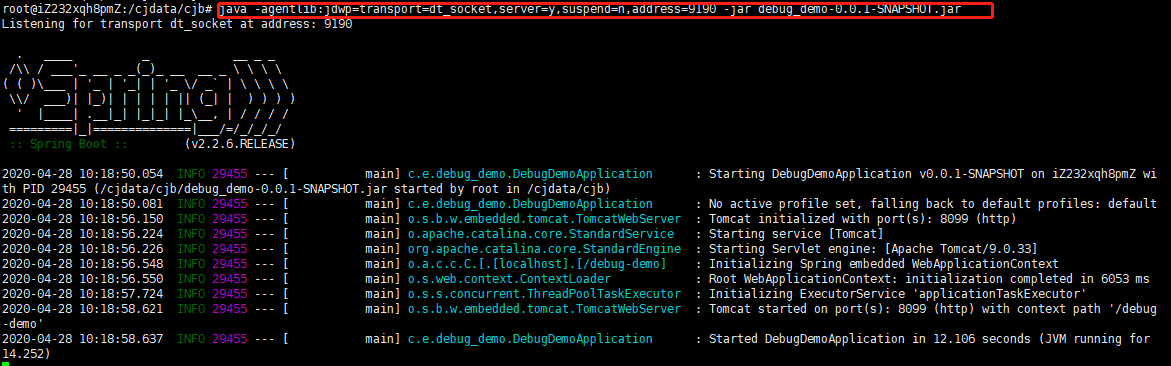 root@iZ232xqh8pmZ:/cjdata/cjb# java -agentlib:jdwp=transport=dt_socket,server=y,suspend=n,address=9190 -jar debug_demo-0.0.1-SNAPSHOT.jar
Listening for transport dt_socket at address: 9190
  .   ____          _            __ _ _
 /\\ / ___'_ __ _ _(_)_ __  __ _ \ \ \ \
( ( )\___ | '_ | '_| | '_ \/ _` | \ \ \ \
 \\/  ___)| |_)| | | | | || (_| |  ) ) ) )
  '  |____| .__|_| |_|_| |_\__, | / / / /
 =========|_|==============|___/=/_/_/_/
 :: Spring Boot ::        (v2.2.6.RELEASE)
2020-04-28 10:18:50.054  INFO 29455 --- [           main] c.e.debug_demo.DebugDemoApplication      : Starting DebugDemoApplication v0.0.1-SNAPSHOT on iZ232xqh8pmZ wi
th PID 29455 (/cjdata/cjb/debug_demo-0.0.1-SNAPSHOT.jar started by root in /cjdata/cjb)
2020-04-28 10:18:50.081  INFO 29455 --- [           main] c.e.debug_demo.DebugDemoApplication      : No active profile set, falling back to default profiles: default
2020-04-28 10:18:56.150  INFO 29455 --- [           main] o.s.b.w.embedded.tomcat.TomcatWebServer  : Tomcat initialized with port(s): 8099 (http)
2020-04-28 10:18:56.224  INFO 29455 --- [           main] o.apache.catalina.core.StandardService   : Starting service [Tomcat]
2020-04-28 10:18:56.226  INFO 29455 --- [           main] org.apache.catalina.core.StandardEngine  : Starting Servlet engine: [Apache Tomcat/9.0.33]
2020-04-28 10:18:56.548  INFO 29455 --- [           main] o.a.c.c.C.[.[localhost].[/debug-demo]    : Initializing Spring embedded WebApplicationContext
2020-04-28 10:18:56.550  INFO 29455 --- [           main] o.s.web.context.ContextLoader            : Root WebApplicationContext: initialization completed in 6053 ms
2020-04-28 10:18:57.724  INFO 29455 --- [           main] o.s.s.concurrent.ThreadPoolTaskExecutor  : Initializing ExecutorService 'applicationTaskExecutor'
2020-04-28 10:18:58.621  INFO 29455 --- [           main] o.s.b.w.embedded.tomcat.TomcatWebServer  : Tomcat started on port(s): 8099 (http) with context path '/debug
-demo'
2020-04-28 10:18:58.637  INFO 29455 --- [           main] c.e.debug_demo.DebugDemoApplication      : Started DebugDemoApplication in 12.106 seconds (JVM running for
14.252)